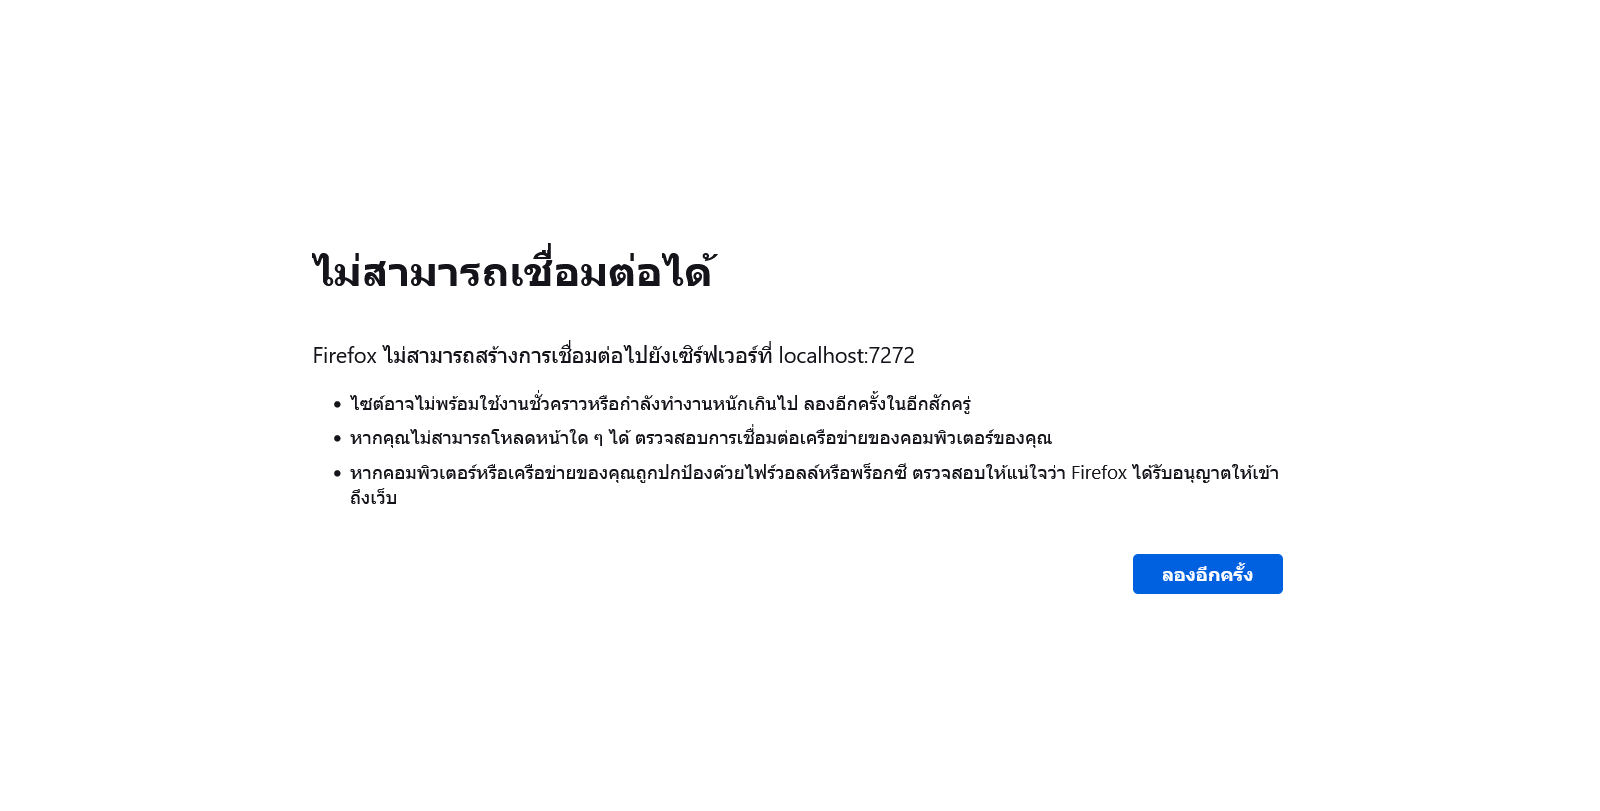 ไม่สามารถเชื่อมต่อได้
Firefox ไม่สามารถสร้างการเชื่อมต่อไปยังเซิร์ฟเวอร์ที่ localhost:7272
• ไซต์อาจไม่พร้อมใช้งานชั่วคราวหรือกำลังทำงานหนักเกินไป ลองอีกครั้งในอีกสักครู่
• หากคุณไม่สามารถโหลดหน้าใด ๆ ได้ ตรวจสอบการเชื่อมต่อเครือข่ายของคอมพิวเตอร์ของคุณ
• หากคอมพิวเตอร์หรือเครือข่ายของคุณถูกปกป้องด้วยไฟร์วอลล์หรือพร็อกซี ตรวจสอบให้แน่ใจว่า Firefox ได้รับอนุญาตให้เข้า
ถึงเว็บ
ลองอีกครั้ง